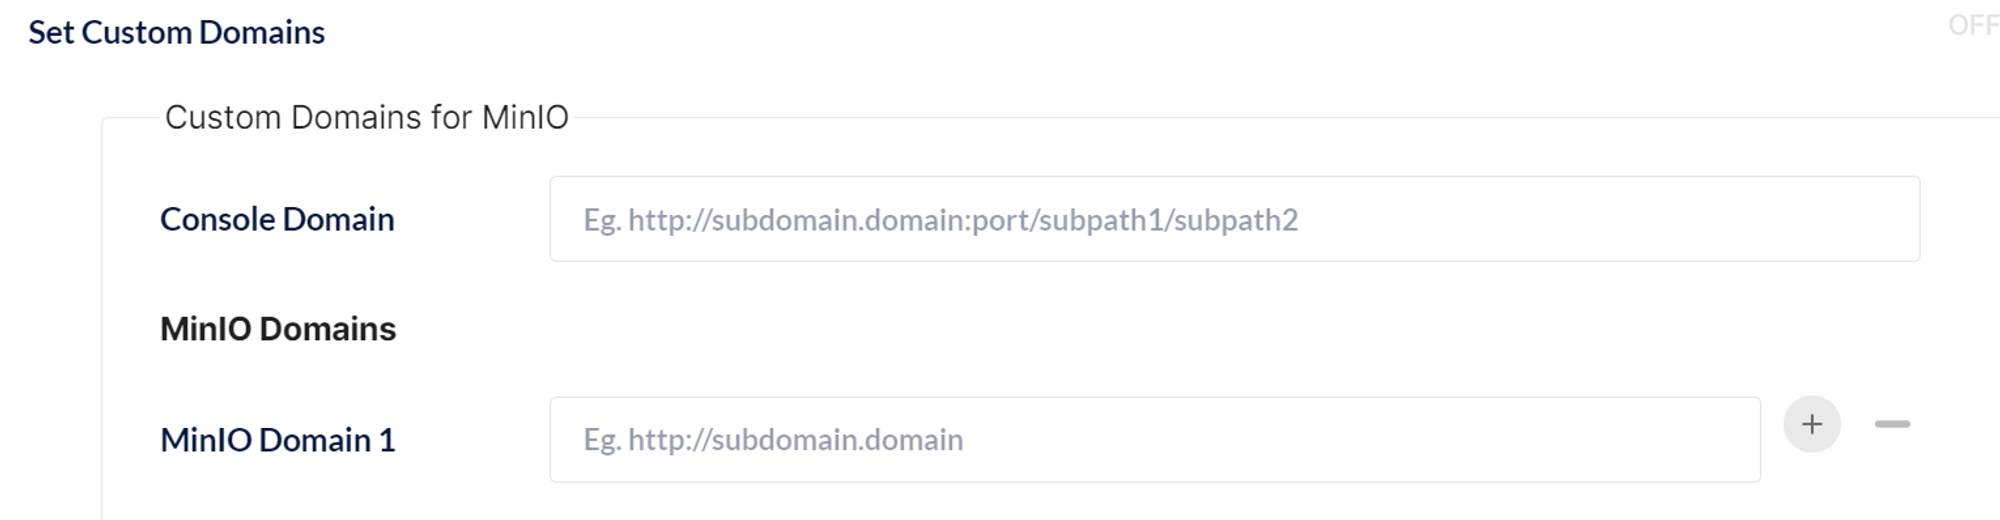 Set Custom Domains
OFF
Custom Domains for MinIO
Console Domain
Eg. http://subdomain.domain:port/subpath1/subpath2
MinIO Domains
MinIO Domain 1
Eg. http://subdomain.domain